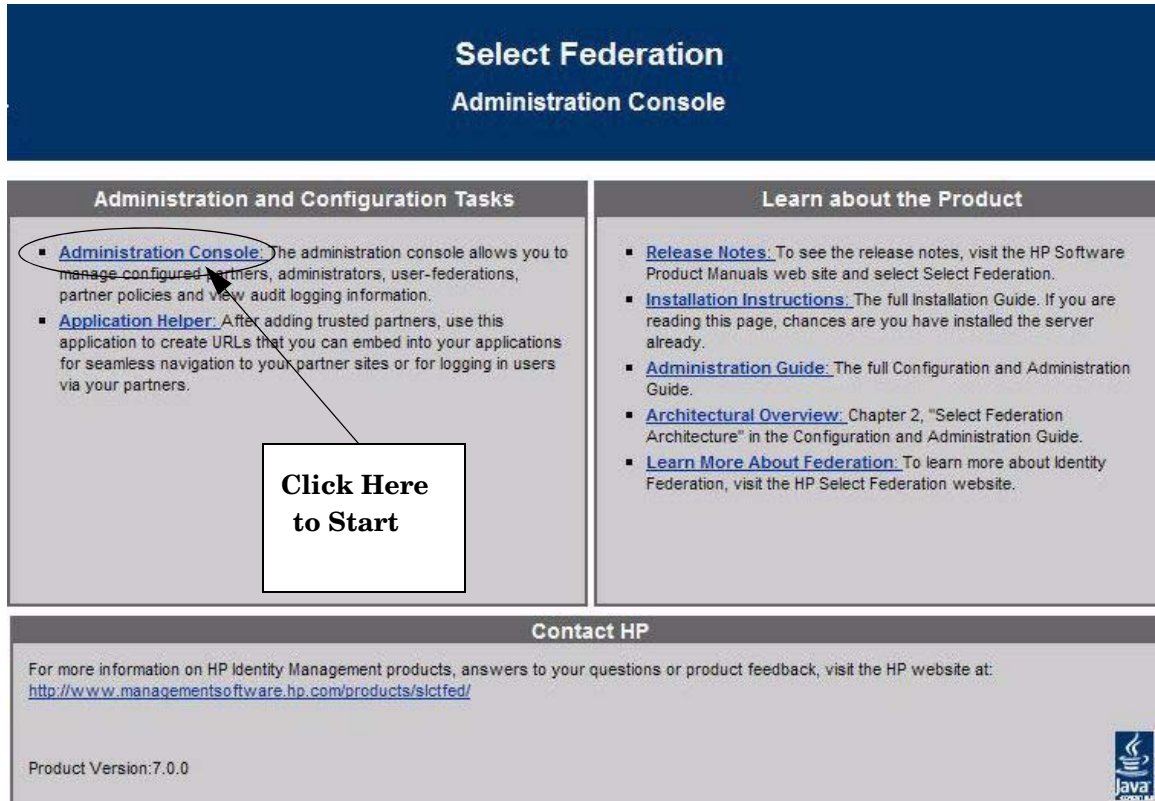 Select Federation
Administration Console
Administration and Configuration Tasks
Administration Console: The administration console allows you to
manage configured partners, administrators, user-federations,
partner policies and view audit logging information.
Application Helper: After adding trusted partners, use this
application to create URLs that you can embed into your applications
for seamless navigation to your partner sites or for logging in users
via your partners.
Click Here
to Start
Learn about the Product
Release Notes: To see the release notes, visit the HP Software
Product Manuals web site and select Select Federation.
Installation Instructions: The full Installation Guide. If you are
reading this page, chances are you have installed the server
already.
Administration Guide: The full Configuration and Administration
Guide.
Architectural Overview: Chapter 2, "Select Federation
Architecture" in the Configuration and Administration Guide.
Learn More About Federation: To learn more about Identity
Federation, visit the HP Select Federation website.
Contact HP
For more information on HP Identity Management products, answers to your questions or product feedback, visit the HP website at:
http://www.managementsoftware.hp.com/products/slctfed/
Product Version:7.0.0
Java